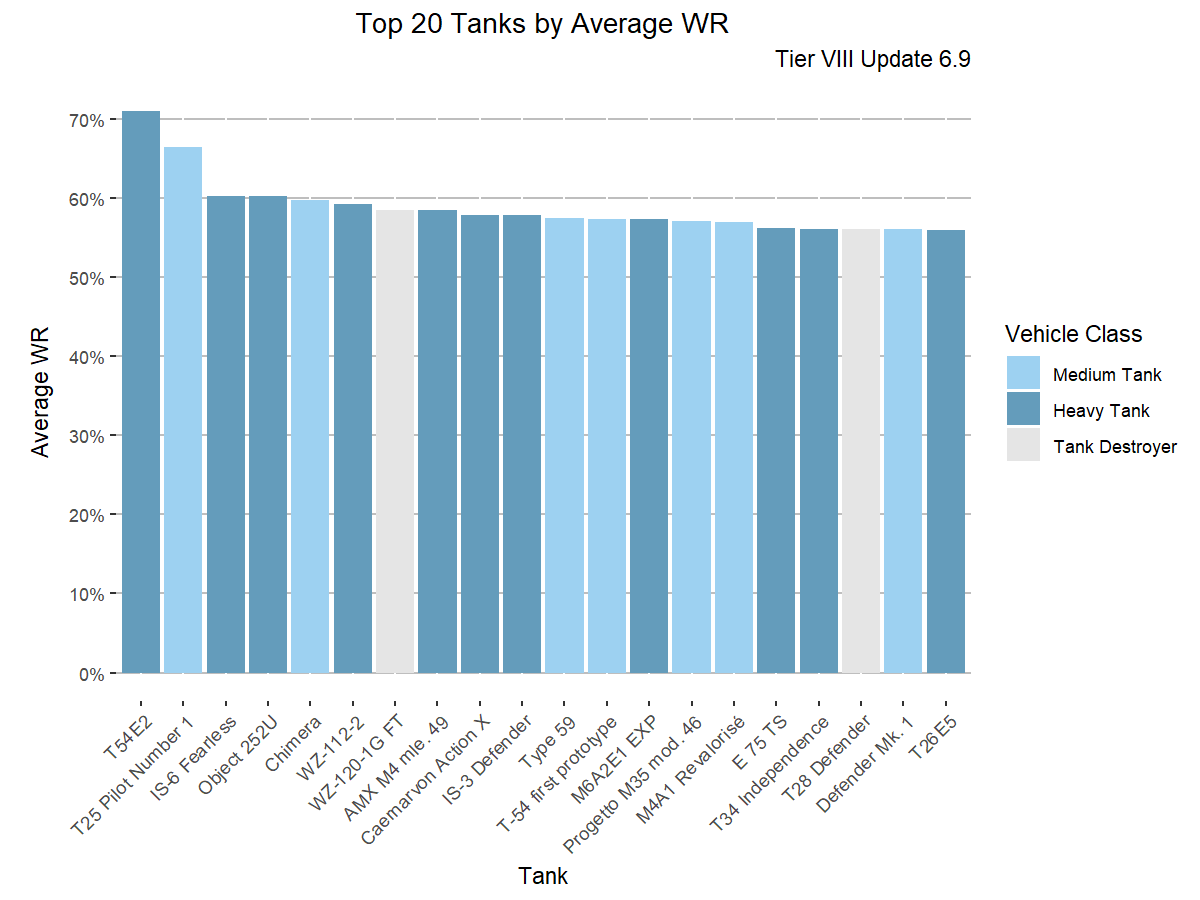 Top 20 Tanks by Average WR
Tier VIII Update 6.9
70%
60%
50%
40%
30%
20%
10%
0%
Average WR
T54E2
T25 Pilot Number 1
IS-6 Fearless
Object 252U
Chimera
WZ-112-2
WZ-120-1G FT
AMX M4 mle. 49
Caernarvon Action X
IS-3 Defender
Type 59
T-54 first prototype
M6A2E1 EXP
Progetto M35 mod. 46
M4A1 Revalorisé
E 75 TS
T34 Independence
T28 Defender
Defender Mk. 1
T26E5
Tank
Vehicle Class
Medium Tank
Heavy Tank
Tank Destroyer